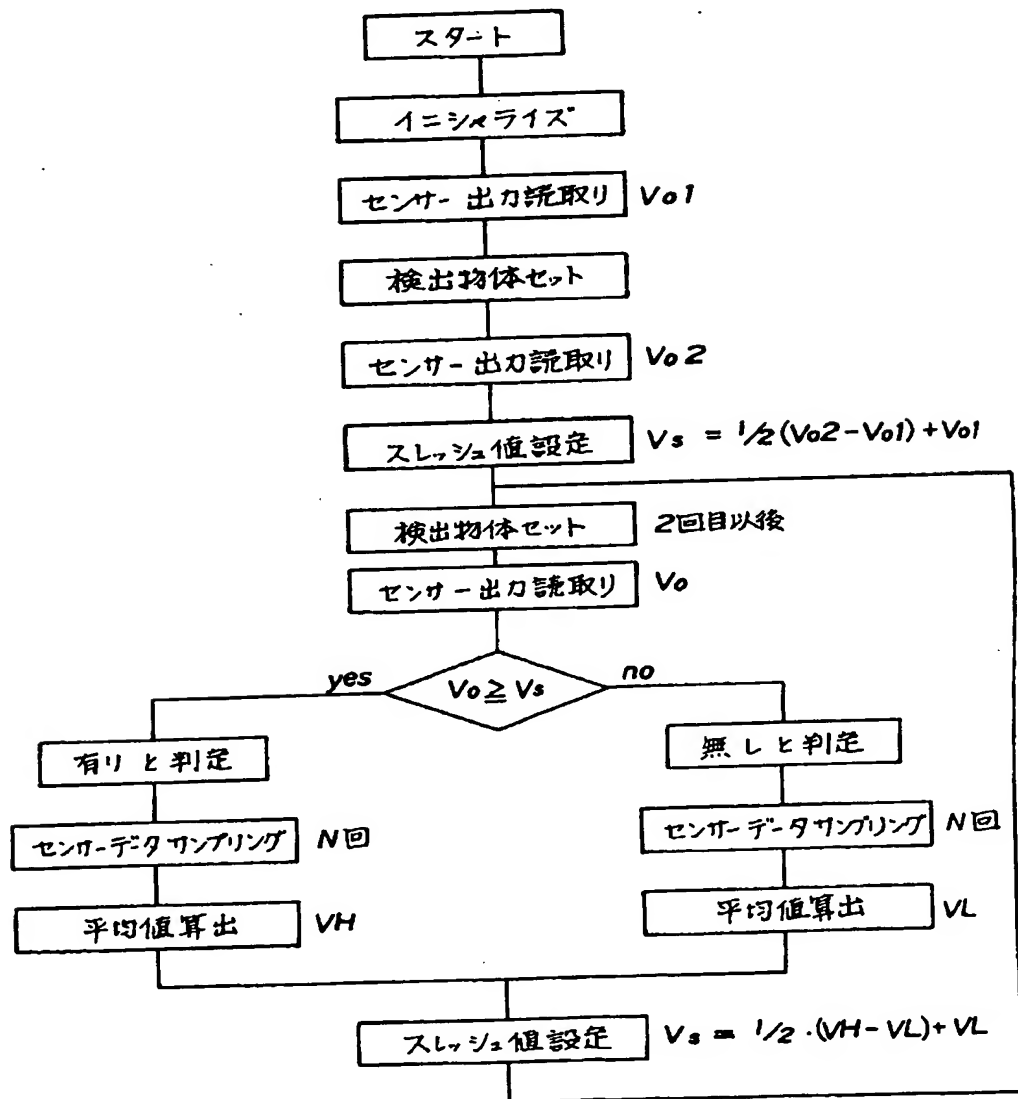 スタート
イニシャライズ
センサー出力読取り Vo1
検出物体セット
センサー出力読取り Vo2
スレッシュ値設定 Vs = 1/2(Vo2-Vo1)+Vo1
検出物体セット 2回目以後
センサー出力読取り Vo
yes Vo≧Vs no
有りと判定 無しと判定
センサーデータサンプリング N回 センサーデータサンプリング N回
平均値算出 VH 平均値算出 VL
スレッシュ値設定 Vs = 1/2・(VH-VL)+VL